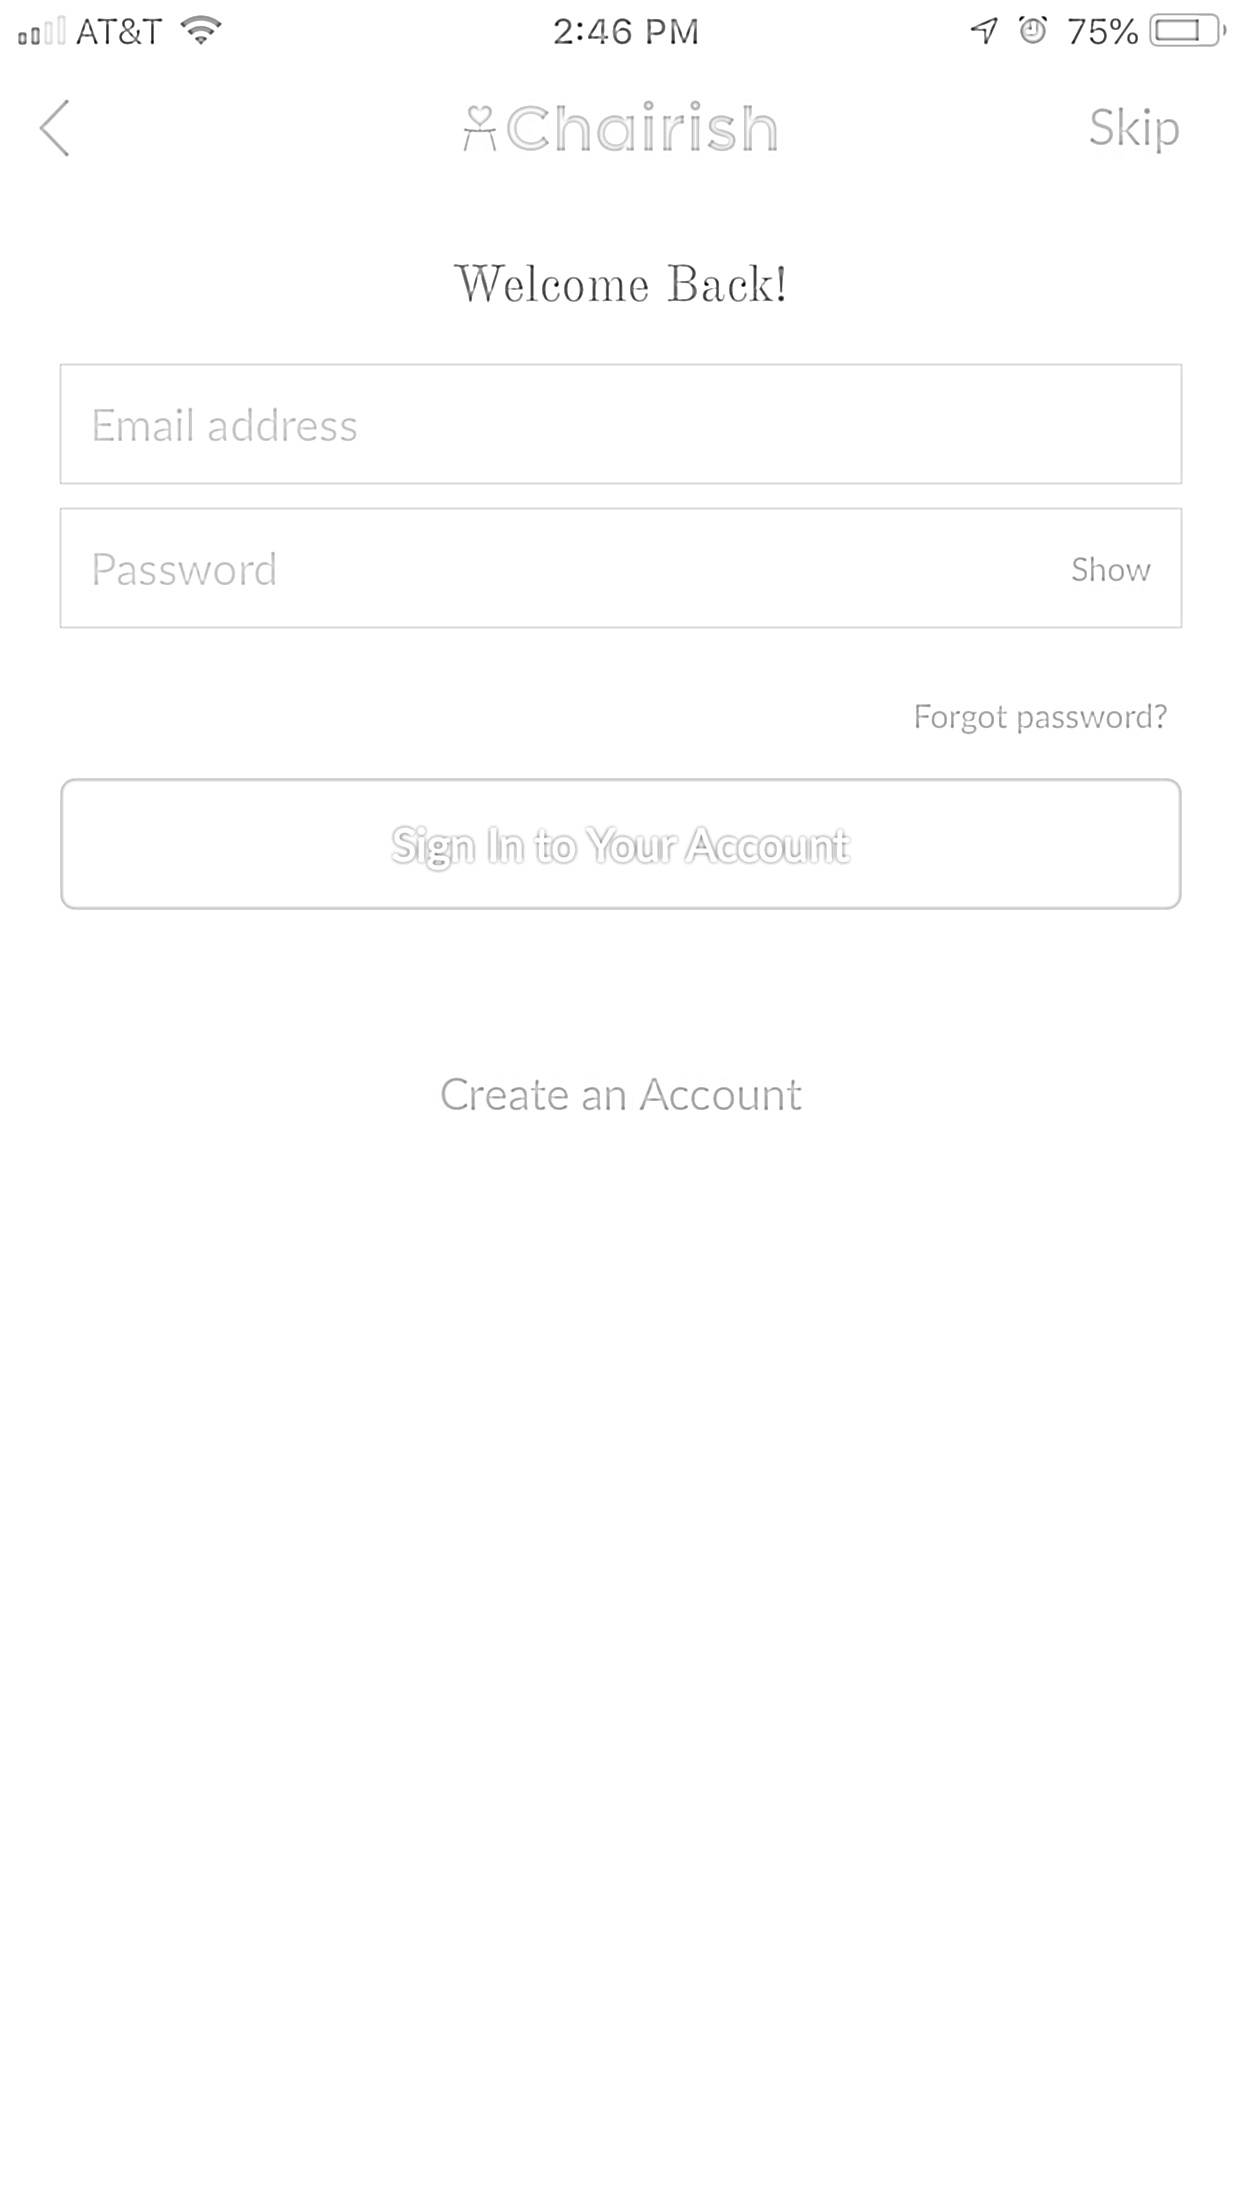 AT&T 2:46 PM 75%
Chairish Skip
Welcome Back!
Email address
Password Show
Forgot password?
Sign In to Your Account
Create an Account